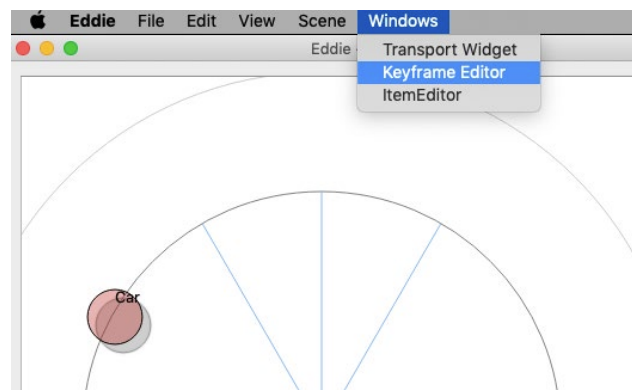 Eddie File Edit View Scene Windows
Eddie
Transport Widget
Keyframe Editor
ItemEditor
Car